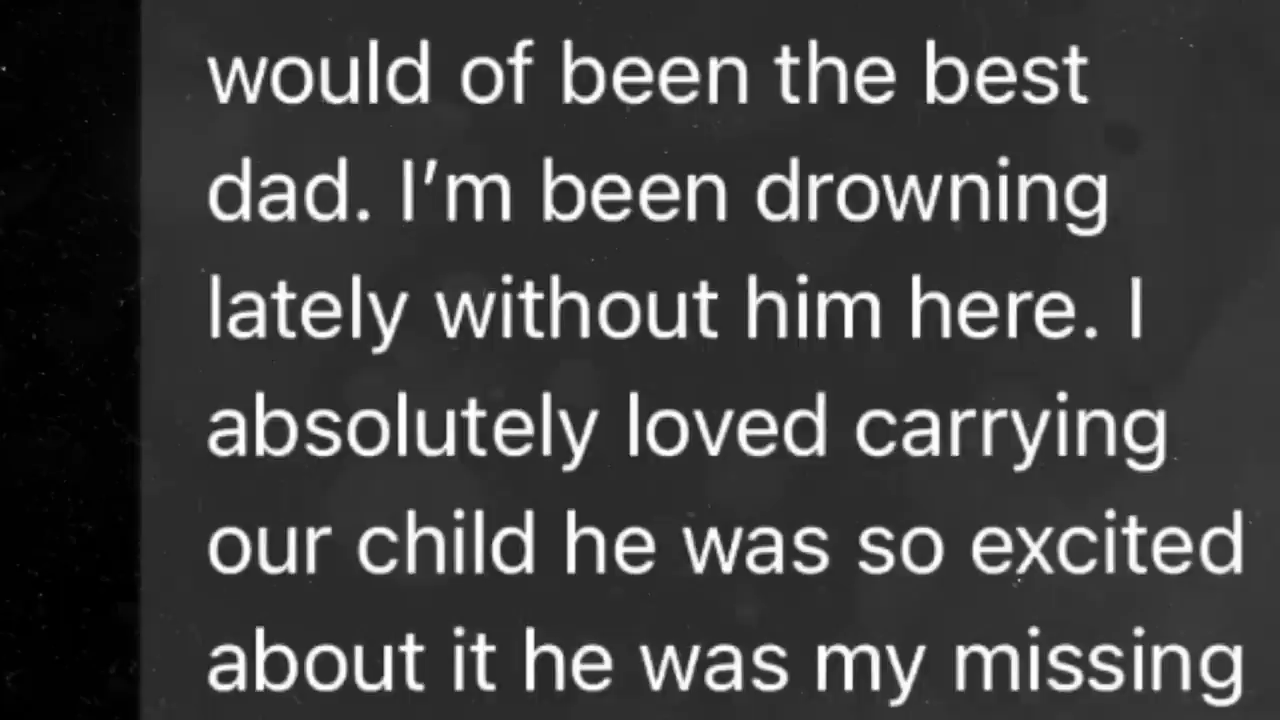 would of been the best
dad. I’m been drowning
lately without him here. I
absolutely loved carrying
our child he was so excited
about it he was my missing